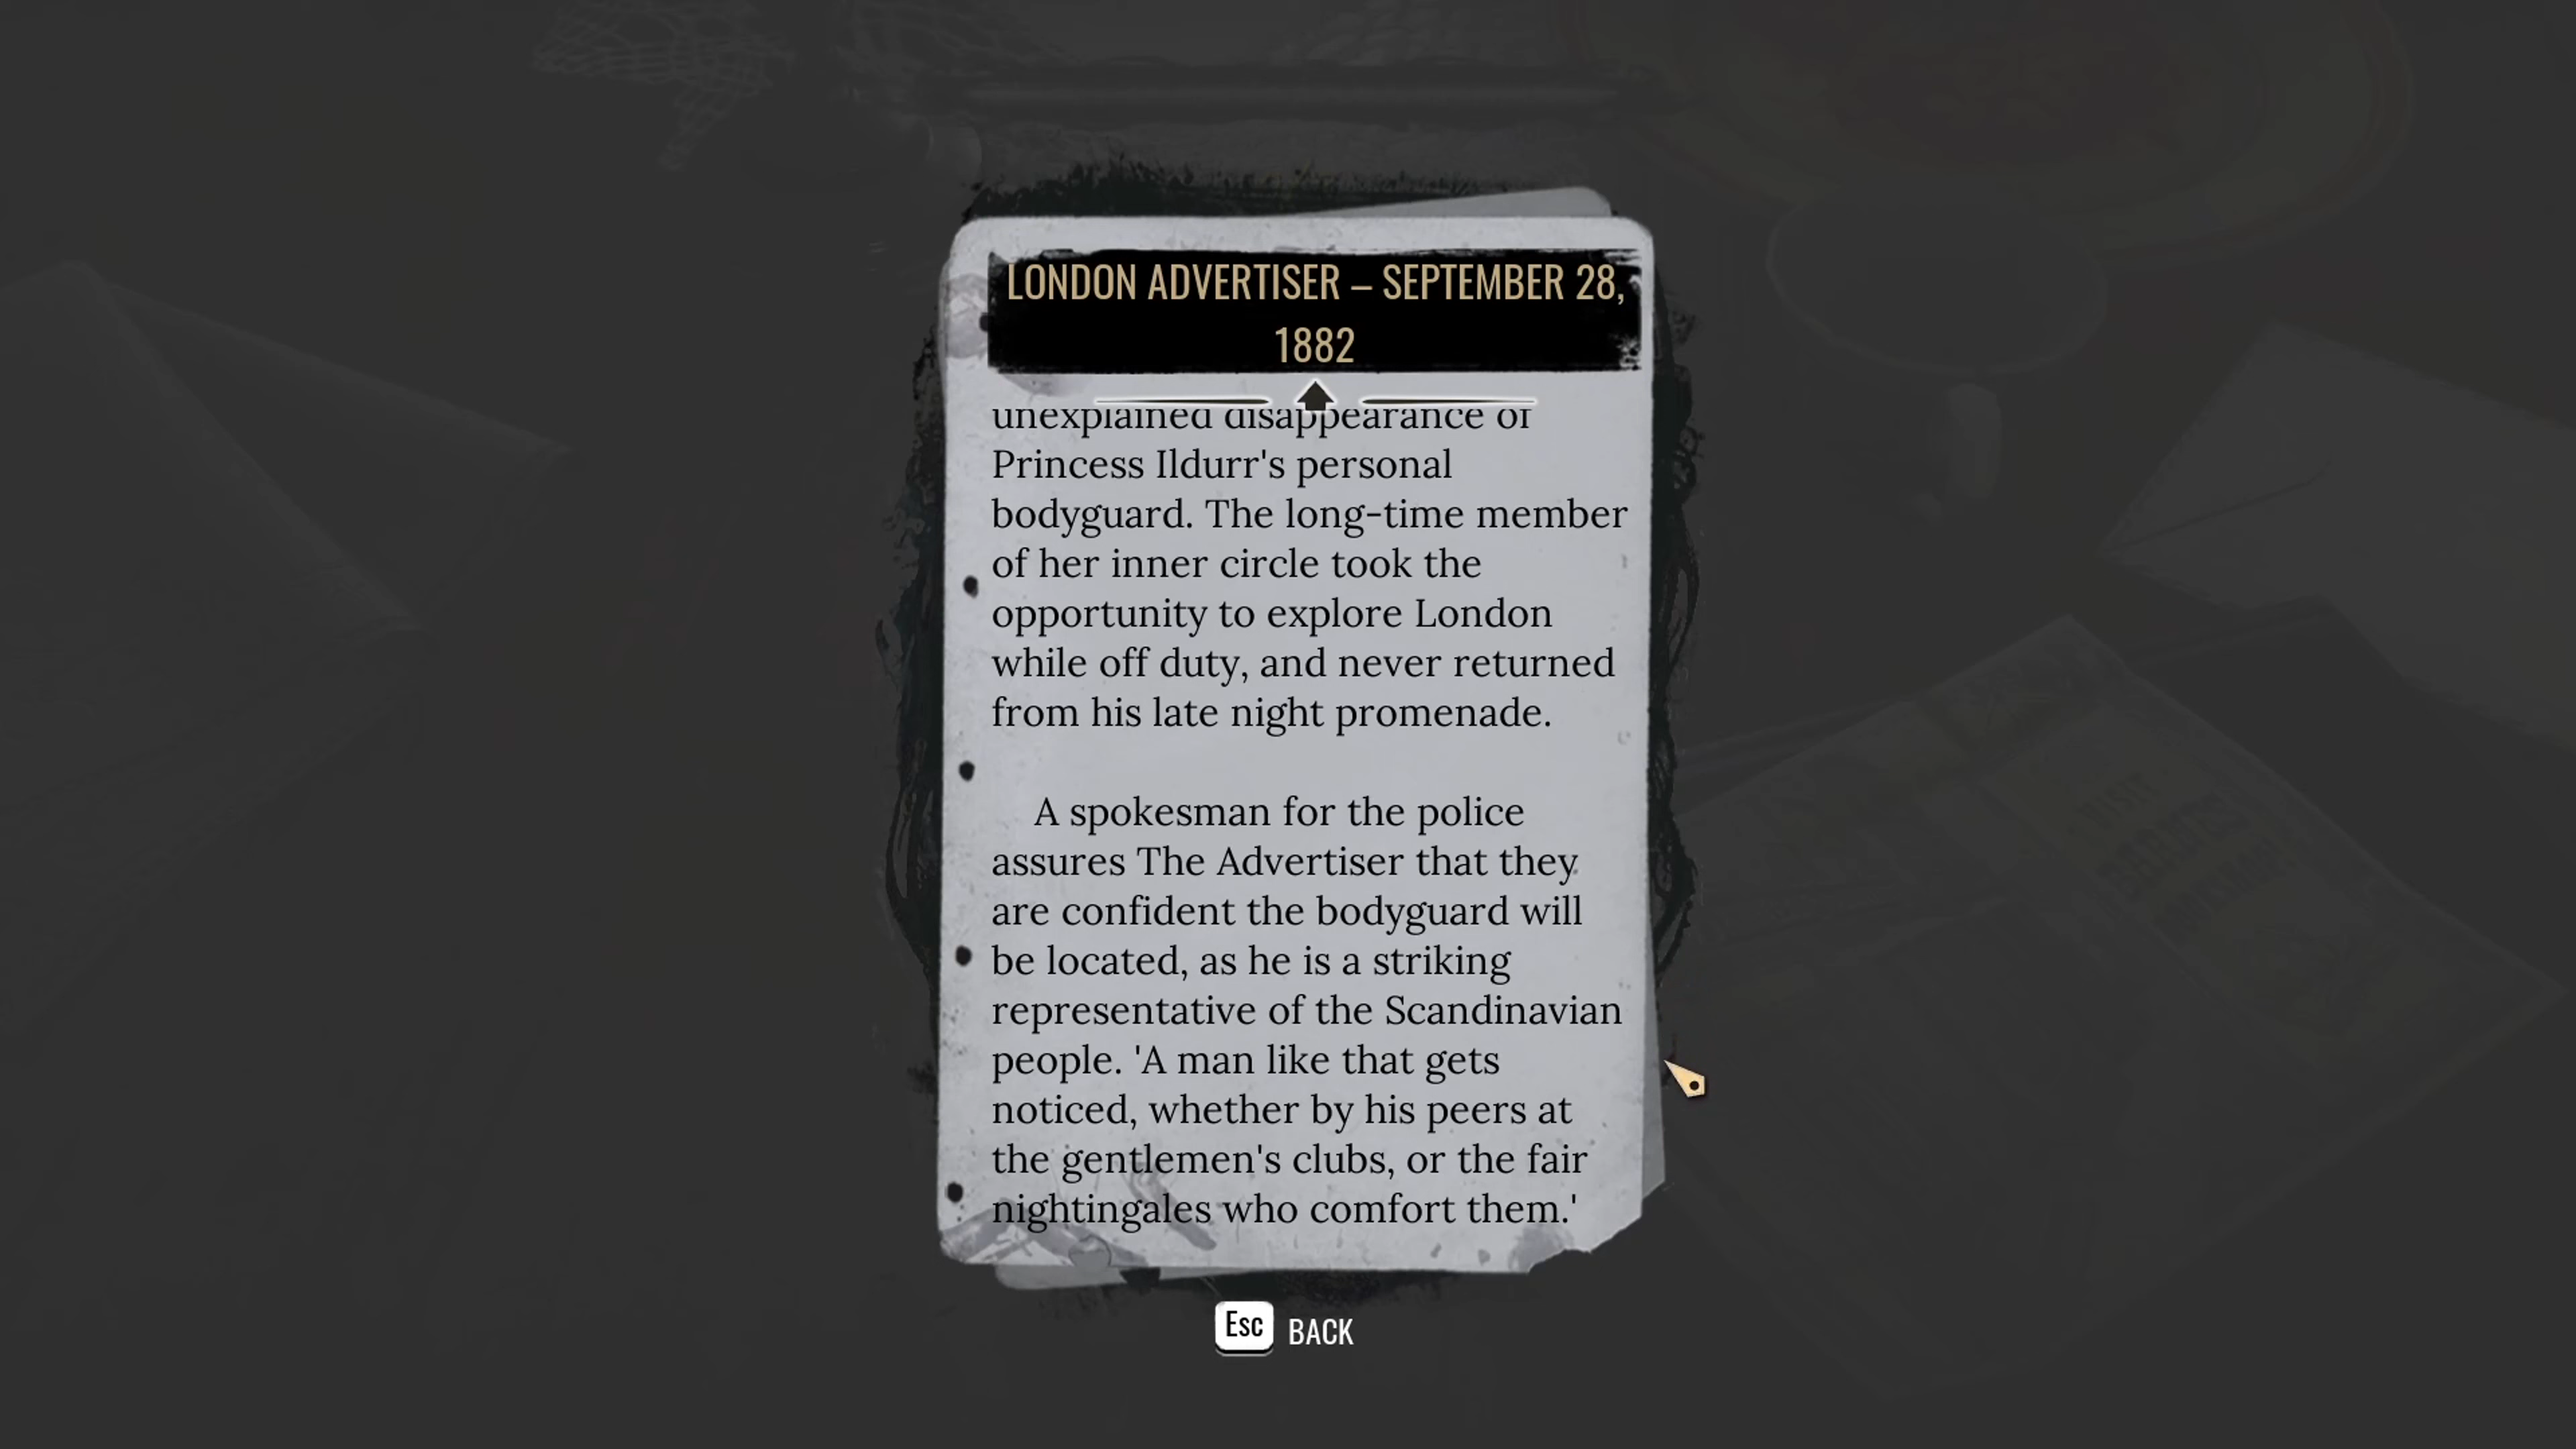 LONDON ADVERTISER – SEPTEMBER 28,
1882
unexplained disappearance of
Princess Ildurr's personal
bodyguard. The long-time member
of her inner circle took the
opportunity to explore London
while off duty, and never returned
from his late night promenade.
A spokesman for the police
assures The Advertiser that they
are confident the bodyguard will
be located, as he is a striking
representative of the Scandinavian
people. 'A man like that gets
noticed, whether by his peers at
the gentlemen's clubs, or the fair
nightingales who comfort them.'
Esc BACK